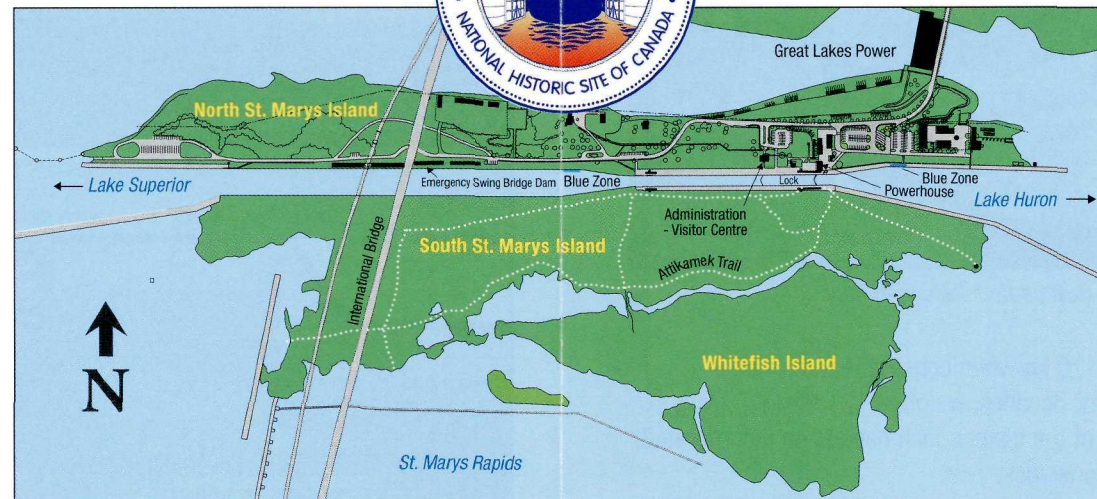 NATIONAL HISTORIC SITE OF CANADA
Great Lakes Power
North St. Marys Island
Lake Superior
Emergency Swing Bridge Dam
Blue Zone
Lock
Powerhouse
Blue Zone
Lake Huron
Administration
- Visitor Centre
International Bridge
South St. Marys Island
Attikamek Trail
Whitefish Island
N
St. Marys Rapids